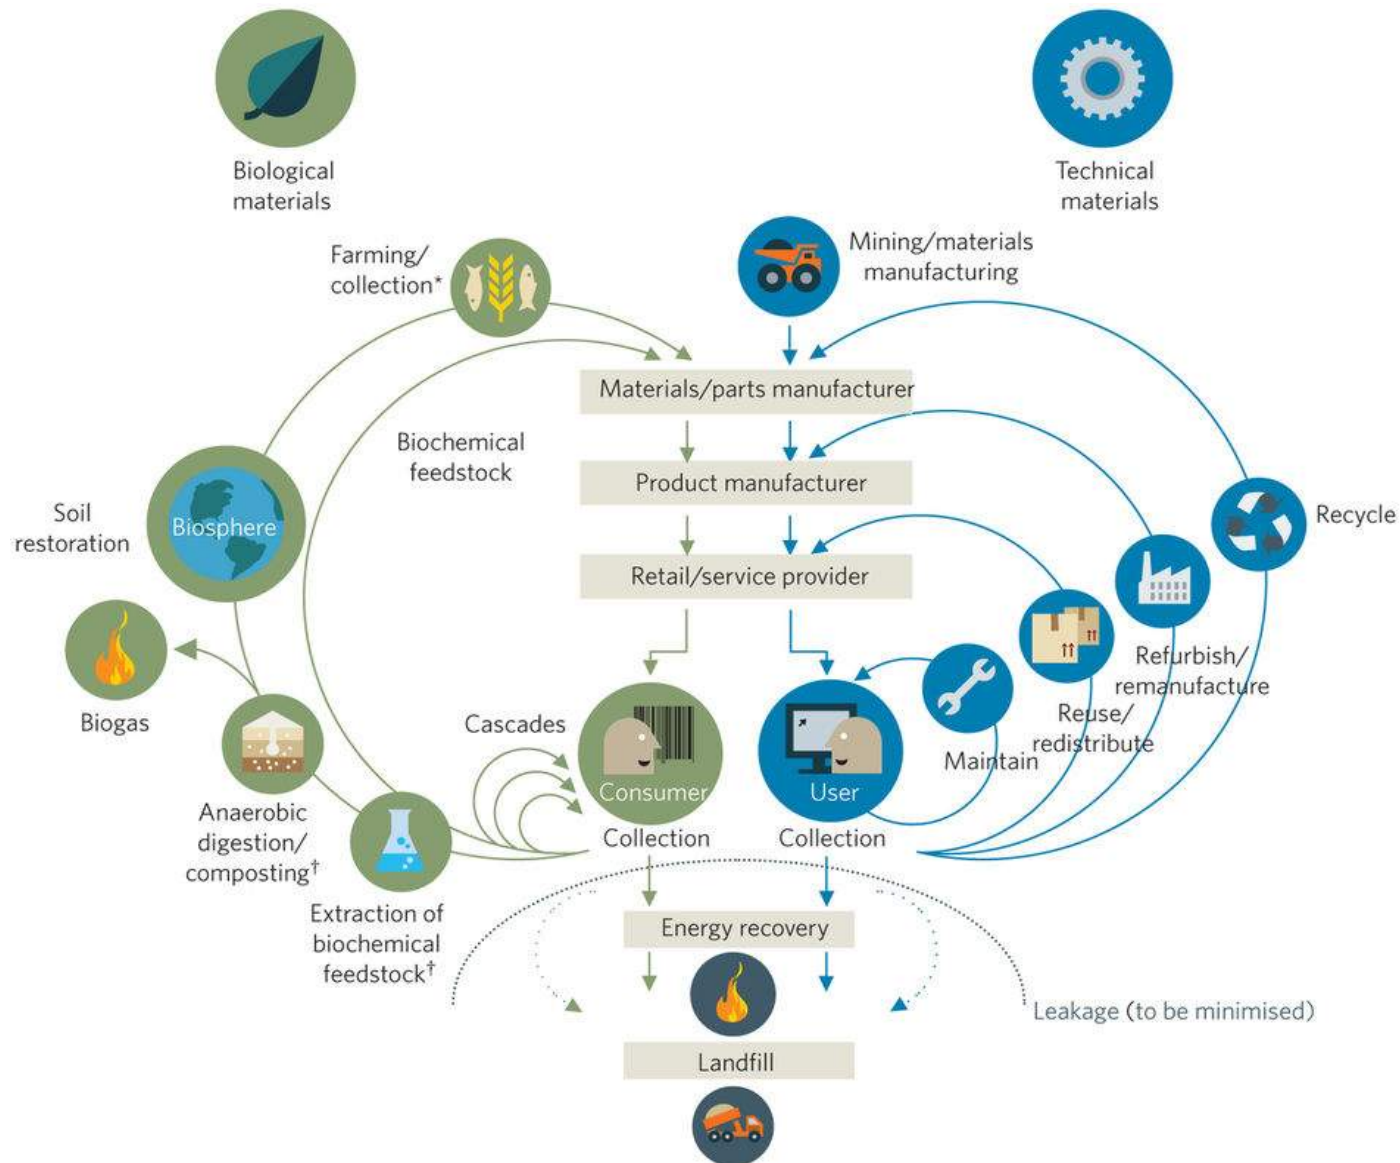 Biological
materials
Technical
materials
Farming/
collection*
Mining/materials
manufacturing
Materials/parts manufacturer
Biochemical
feedstock
Product manufacturer
Soil
restoration
Biosphere
Recycle
Retail/service provider
Biogas
Refurbish/
remanufacture
Reuse/
redistribute
Maintain
Cascades
Consumer
User
Collection
Collection
Anaerobic
digestion/
composting†
Extraction of
biochemical
feedstock†
Energy recovery
Leakage (to be minimised)
Landfill